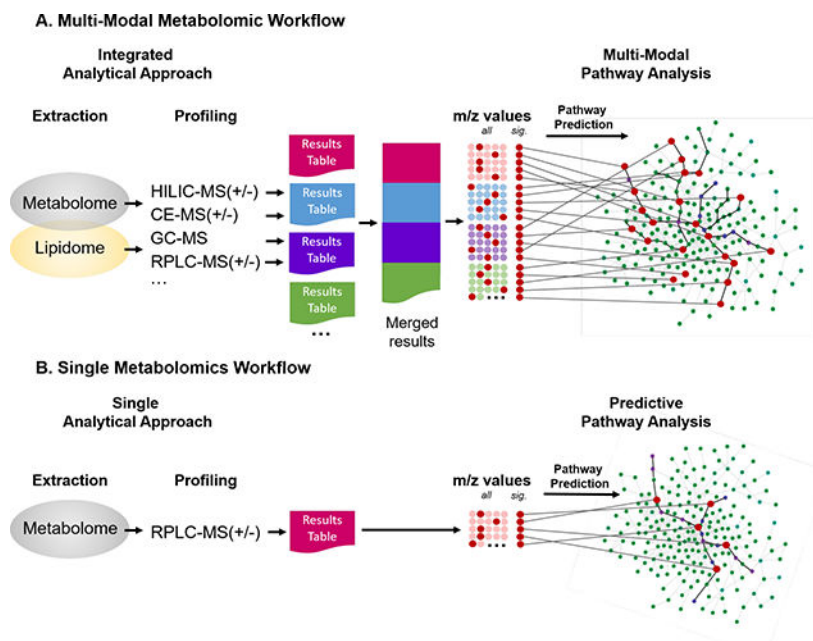 A. Multi-Modal Metabolomic Workflow
Integrated
Analytical Approach
Multi-Modal
Pathway Analysis
Extraction
Profiling
m/z values
all
sig.
Pathway
Prediction
Results
Table
Metabolome
Lipidome
HILIC-MS(+/-)
CE-MS(+/-)
GC-MS
RPLC-MS(+/-)
...
Results
Table
Results
Table
Results
Table
...
Merged
results
...
B. Single Metabolomics Workflow
Single
Analytical Approach
Predictive
Pathway Analysis
Extraction
Profiling
m/z values
all
sig.
Pathway
Prediction
Metabolome
RPLC-MS(+/-)
Results
Table
...